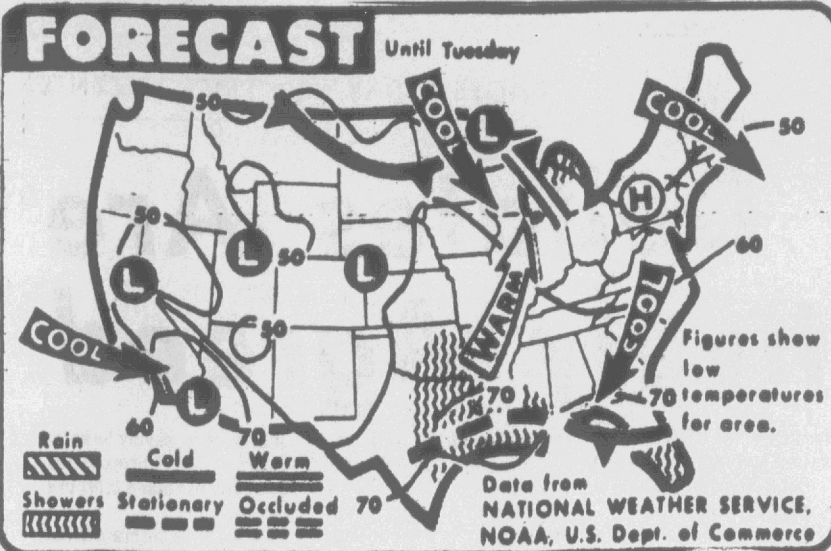 FORECAST
Until Tuesday
COOL
COOL
50
L
50
H
50
60
L
50
L
L
WARM
COOL
50
COOL
Figures show
low
70
70
temperatures
for area.
L
60
70
Rain
Cold
Warm
Showers
Stationary
Occluded
70
Data from
NATIONAL WEATHER SERVICE,
NOAA, U.S. Dept. of Commerce